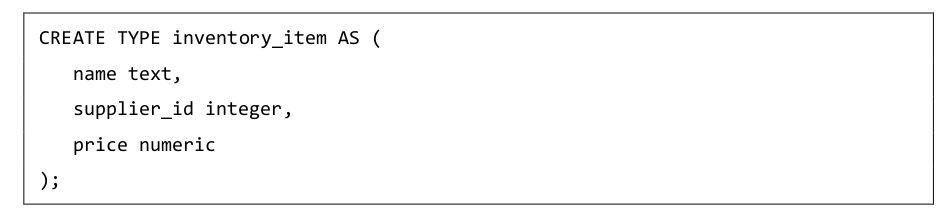 CREATE TYPE inventory_item AS (
name text,
supplier_id integer,
price numeric
);